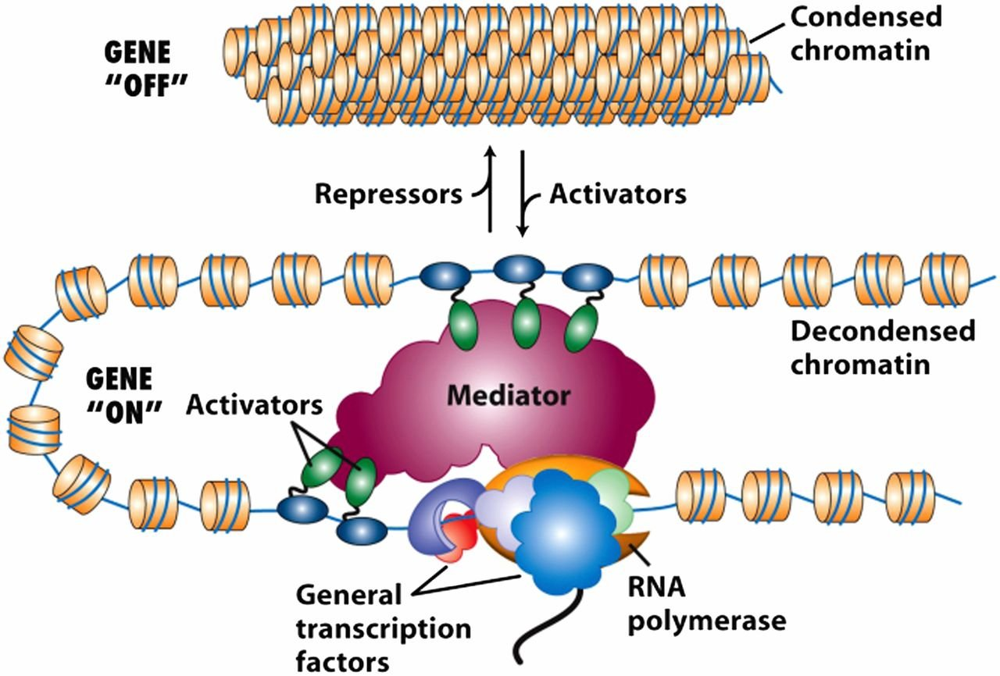 Condensed
chromatin
GENE
“OFF”
Repressors
Activators
Decondensed
chromatin
GENE
“ON”
Activators
Mediator
General
transcription
factors
RNA
polymerase